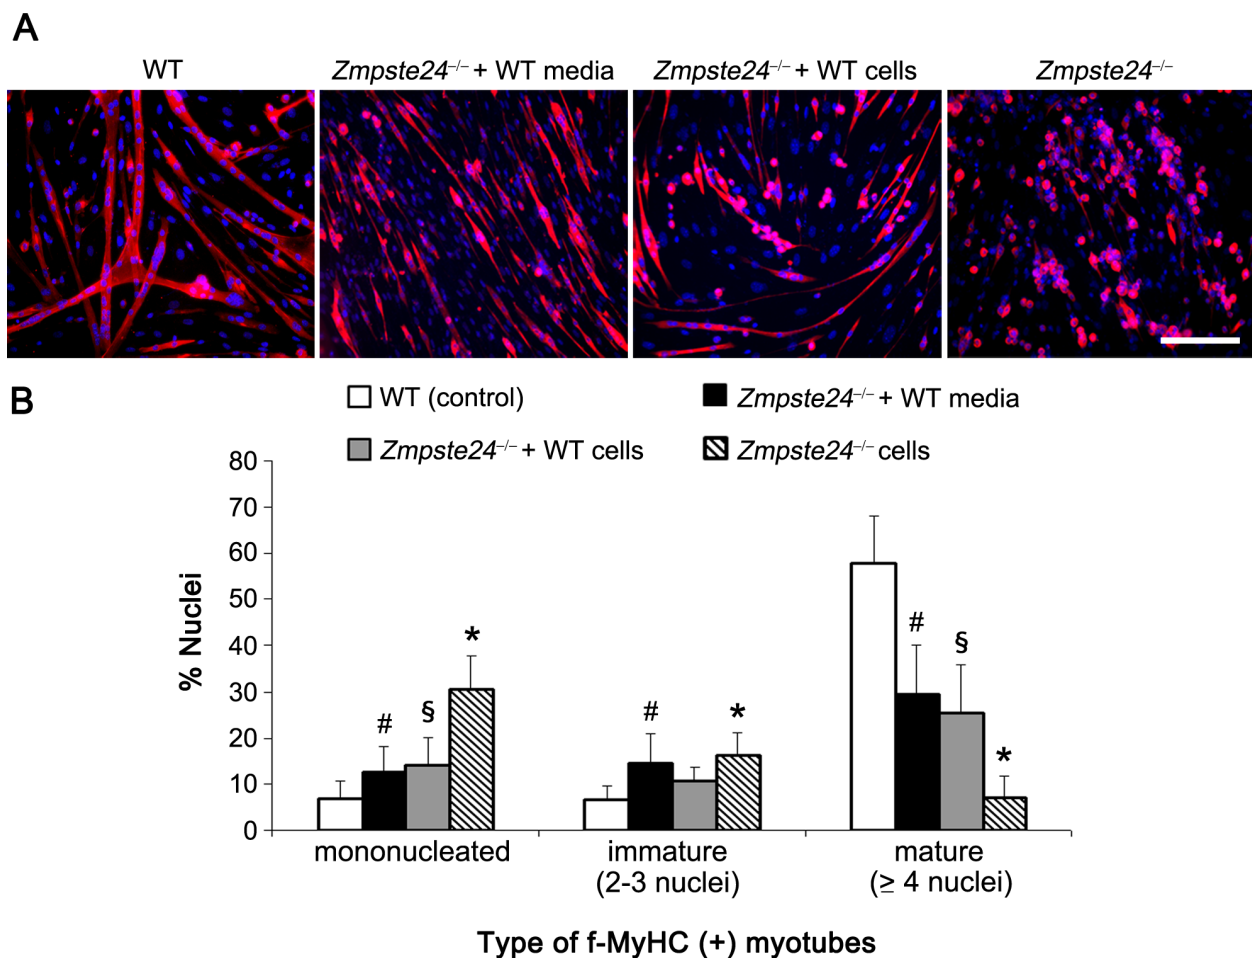 A
WT
Zmpste24⁻/⁻ + WT media
Zmpste24⁻/⁻ + WT cells
Zmpste24⁻/⁻
B
WT (control)
Zmpste24⁻/⁻ + WT media
Zmpste24⁻/⁻ + WT cells
Zmpste24⁻/⁻ cells
% Nuclei
80
70
60
50
40
30
20
10
0
#
§
*
#
*
#
§
*
mononucleated
immature
(2-3 nuclei)
mature
(≥ 4 nuclei)
Type of f-MyHC (+) myotubes